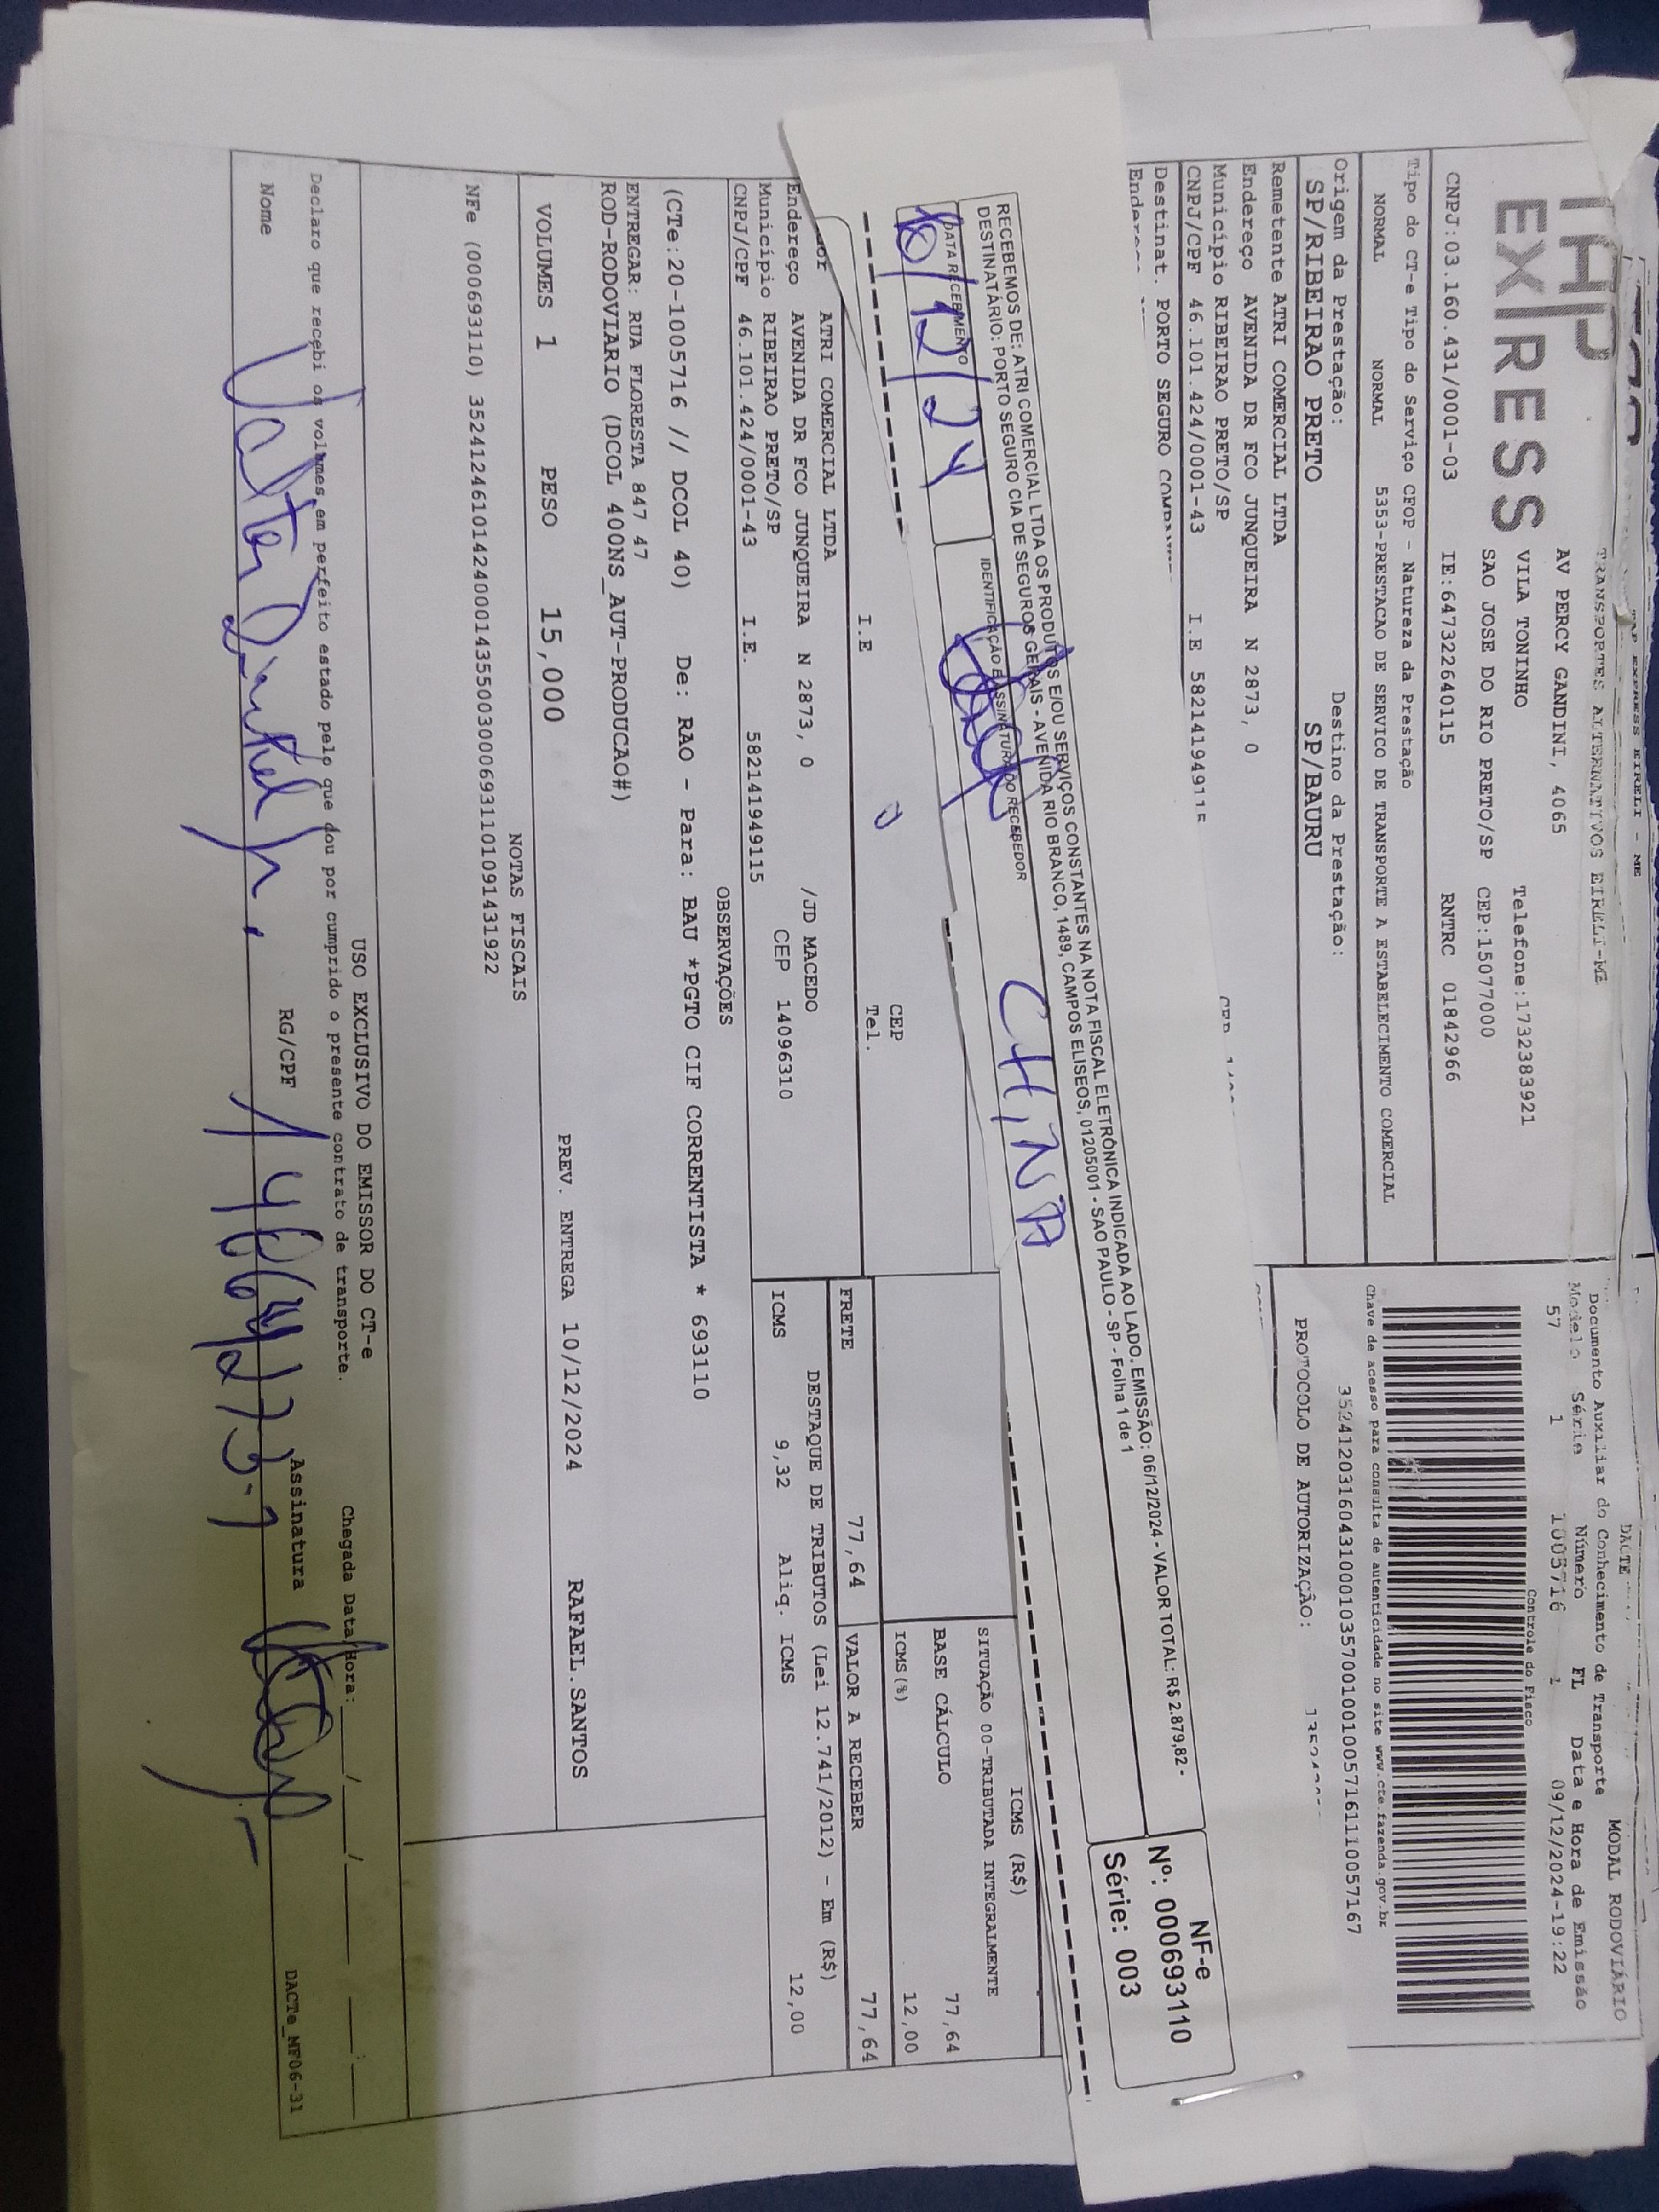 TRANSPORTES ALTERNATIVOS EIRELI-ME
THP
EXPRESS
AV PERCY GANDINI, 4065
VILA TONINHO Telefone:1732383921
SAO JOSE DO RIO PRETO/SP CEP:15077000
CNPJ:03.160.431/0001-03 IE:647322640115 RNTRC 01842966
Tipo do CT-e Tipo do Serviço CFOP - Natureza da Prestação
NORMAL NORMAL 5353-PRESTACAO DE SERVICO DE TRANSPORTE A ESTABELECIMENTO COMERCIAL
Origem da Prestação: Destino da Prestação:
SP/RIBEIRAO PRETO SP/BAURU
DACTE MODAL RODOVIÁRIO
Documento Auxiliar do Conhecimento de Transporte
Modelo Série Número FL Data e Hora de Emissão
57 1 1005716 1 09/12/2024-19:22
Controle do Fisco
Chave de acesso para consulta de autenticidade no site www.cte.fazenda.gov.br
35241203160431000103570010010057161110057167
PROTOCOLO DE AUTORIZAÇÃO:
Remetente ATRI COMERCIAL LTDA
Endereço AVENIDA DR FCO JUNQUEIRA N 2873, 0
Município RIBEIRAO PRETO/SP
CNPJ/CPF 46.101.424/0001-43 I.E 582141949115
Destinat. PORTO SEGURO
RECEBEMOS DE: ATRI COMERCIAL LTDA OS PRODUTOS E/OU SERVIÇOS CONSTANTES NA NOTA FISCAL ELETRÔNICA INDICADA AO LADO. EMISSÃO: 06/12/2024 - VALOR TOTAL: R$ 2.879,82 -
DESTINATÁRIO: PORTO SEGURO CIA DE SEGUROS GERAIS - AVENIDA RIO BRANCO, 1489, CAMPOS ELISEOS, 01205001 - SAO PAULO - SP - Folha 1 de 1
DATA RECEBIMENTO IDENTIFICAÇÃO E ASSINATURA DO RECEBEDOR
10/12/24 CHINA
NF-e
Nº: 000693110
Série: 003
I.E CEP
Tel.
ICMS (R$)
SITUAÇÃO 00-TRIBUTADA INTEGRALMENTE
BASE CÁLCULO 77,64
ICMS(%) 12,00
ATRI COMERCIAL LTDA
Endereço AVENIDA DR FCO JUNQUEIRA N 2873, 0 /JD MACEDO
Município RIBEIRAO PRETO/SP CEP 14096310
CNPJ/CPF 46.101.424/0001-43 I.E. 582141949115
FRETE 77,64 VALOR A RECEBER 77,64
DESTAQUE DE TRIBUTOS (Lei 12.741/2012) - Em (R$)
ICMS 9,32 Aliq. ICMS 12,00
OBSERVAÇÕES
(CTe:20-1005716 // DCOL 40) De: RAO - Para: BAU *PGTO CIF CORRENTISTA * 693110
ENTREGAR: RUA FLORESTA 847 47
ROD-RODOVIARIO (DCOL 400NS_AUT-PRODUCAO#)
VOLUMES 1 PESO 15,000 PREV. ENTREGA 10/12/2024 RAFAEL.SANTOS
NOTAS FISCAIS
NFe (000693110) 35241246101424000143550030006931101091431922
USO EXCLUSIVO DO EMISSOR DO CT-e
Declaro que recebi os volumes em perfeito estado pelo que dou por cumprido o presente contrato de transporte. Chegada Data/Hora: ____/____/______ ____:____
Nome RG/CPF Assinatura DACTe_MF06-31